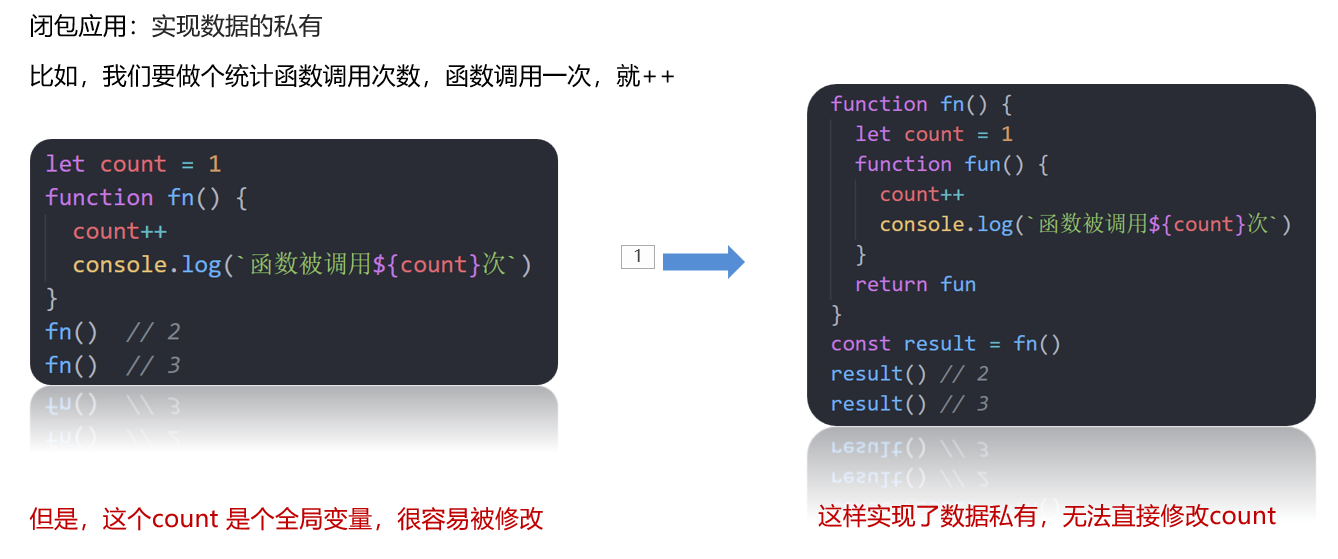 闭包应用：实现数据的私有
比如，我们要做个统计函数调用次数，函数调用一次，就++
let count = 1
function fn() {
  count++
  console.log(`函数被调用${count}次`)
}
fn()  // 2
fn()  // 3
但是，这个count 是个全局变量，很容易被修改
1
function fn() {
  let count = 1
  function fun() {
    count++
    console.log(`函数被调用${count}次`)
  }
  return fun
}
const result = fn()
result() // 2
result() // 3
这样实现了数据私有，无法直接修改count